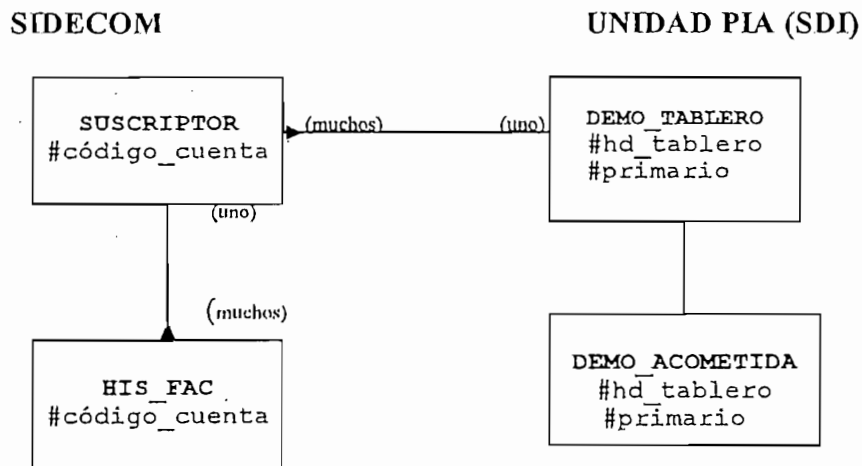 SIDECOM
UNIDAD PIA (SDI)
SUSCRIPTOR
#código_cuenta
(muchos)
(uno)
DEMO_TABLERO
#hd_tablero
#primario
(uno)
(muchos)
HIS_FAC
#código_cuenta
DEMO_ACOMETIDA
#hd_tablero
#primario